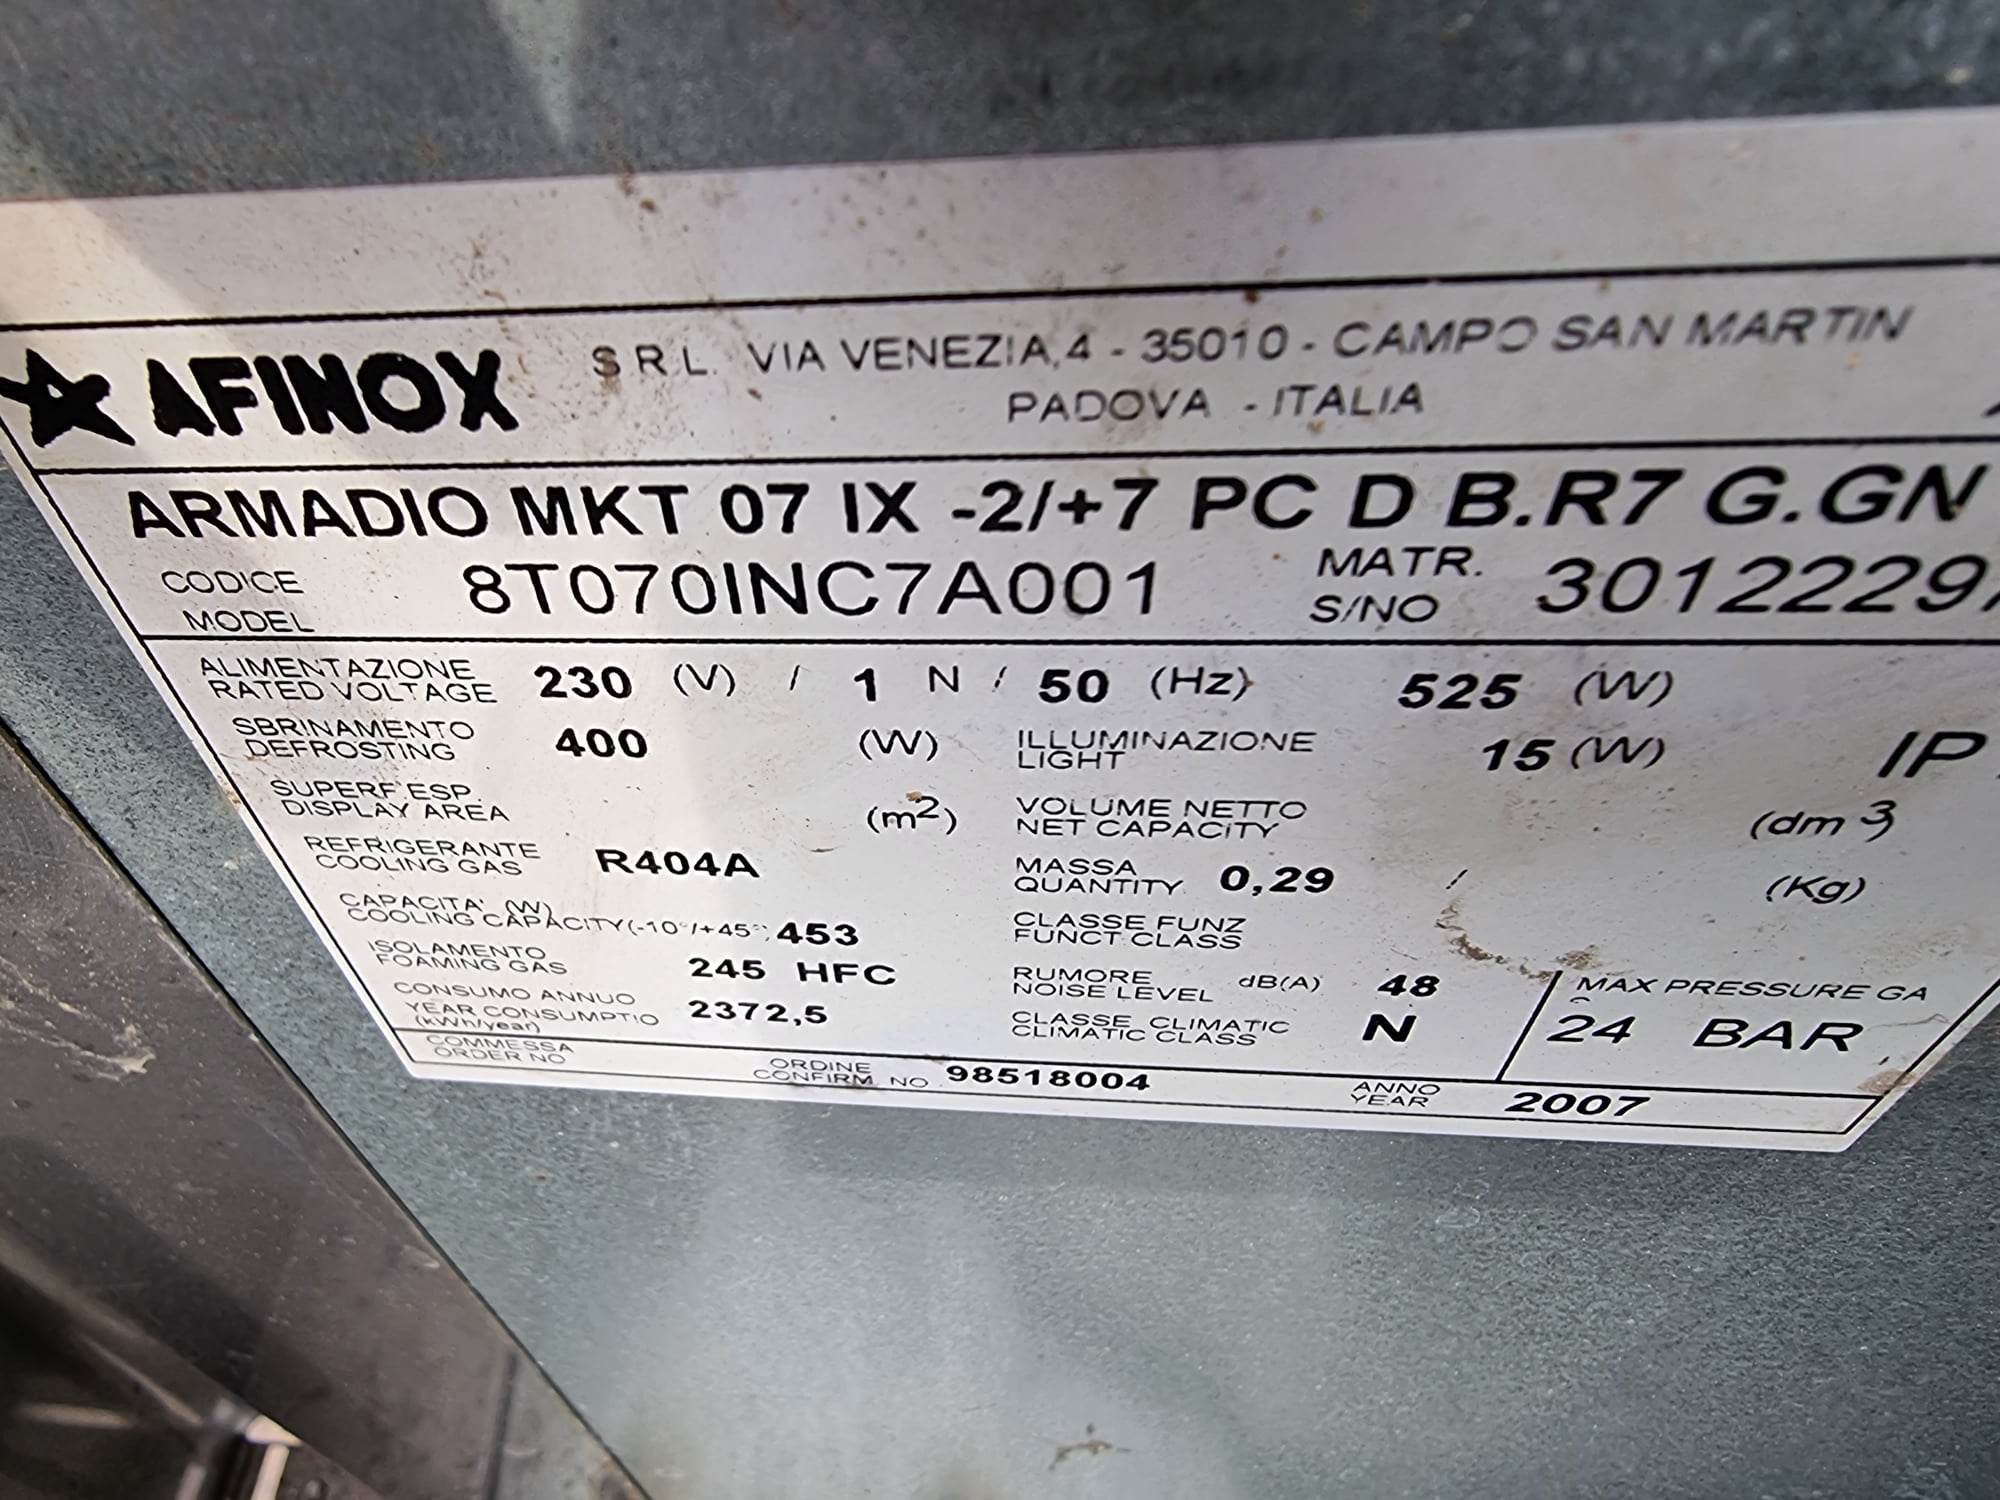 AFINOX S R L. VIA VENEZIA,4 - 35010 - CAMPO SAN MARTIN
PADOVA - ITALIA
ARMADIO MKT 07 IX -2/+7 PC D B.R7 G.GN
CODICE
MODEL 8T070INC7A001 MATR.
S/NO 3012229
ALIMENTAZIONE
RATED VOLTAGE 230 (V) / 1 N / 50 (Hz) 525 (W)
SBRINAMENTO
DEFROSTING 400 (W) ILLUMINAZIONE
LIGHT 15 (W) IP
SUPERF.ESP
DISPLAY AREA (m2) VOLUME NETTO
NET CAPACITY (dm 3)
REFRIGERANTE
COOLING GAS R404A MASSA
QUANTITY 0,29 / (Kg)
CAPACITA' (W)
COOLING CAPACITY(-10°/+45°) 453 CLASSE FUNZ
FUNCT CLASS
ISOLAMENTO
FOAMING GAS 245 HFC RUMORE
NOISE LEVEL dB(A) 48 MAX PRESSURE GA
CONSUMO ANNUO
YEAR CONSUMPTIO
(kWh/year) 2372,5 CLASSE CLIMATIC
CLIMATIC CLASS N 24 BAR
COMMESSA
ORDER NO ORDINE
CONFIRM. NO 98518004 ANNO
YEAR 2007